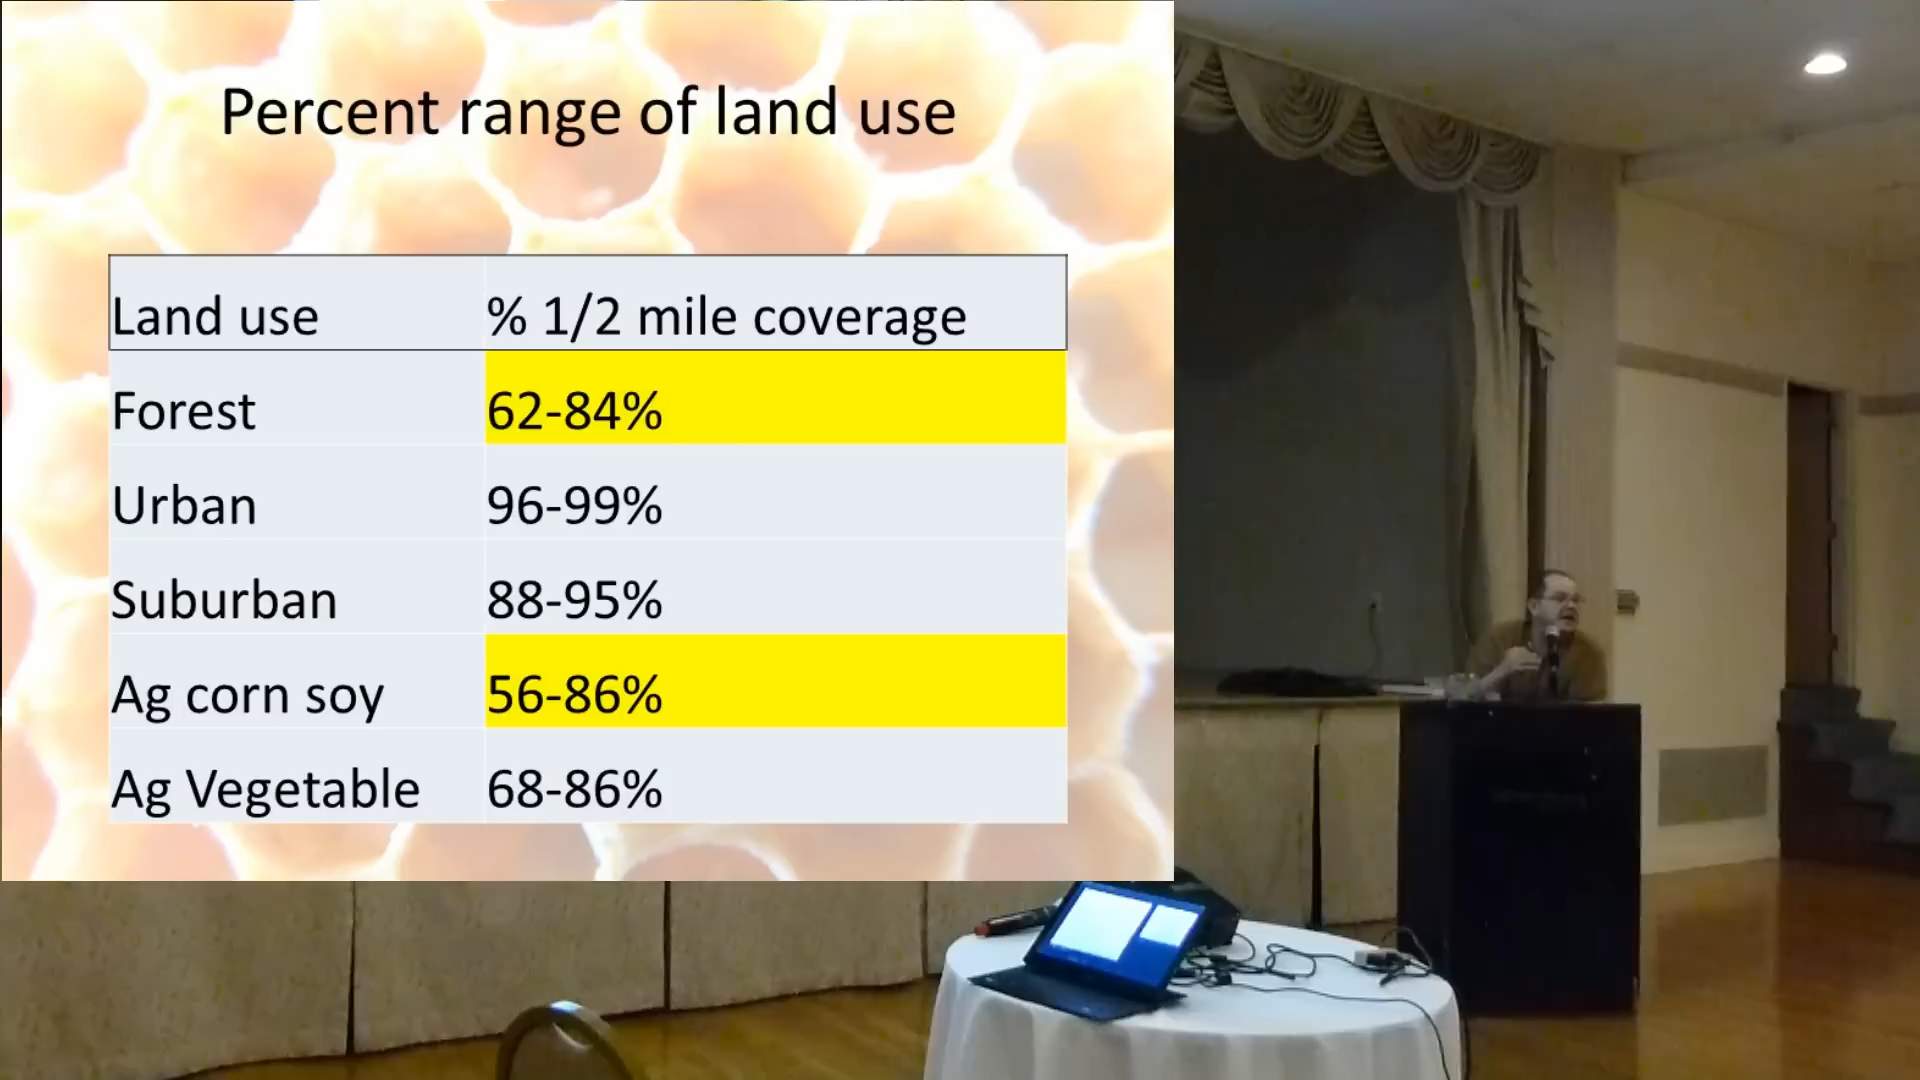 Percent range of land use
Land use % 1/2 mile coverage
Forest 62-84%
Urban 96-99%
Suburban 88-95%
Ag corn soy 56-86%
Ag Vegetable 68-86%